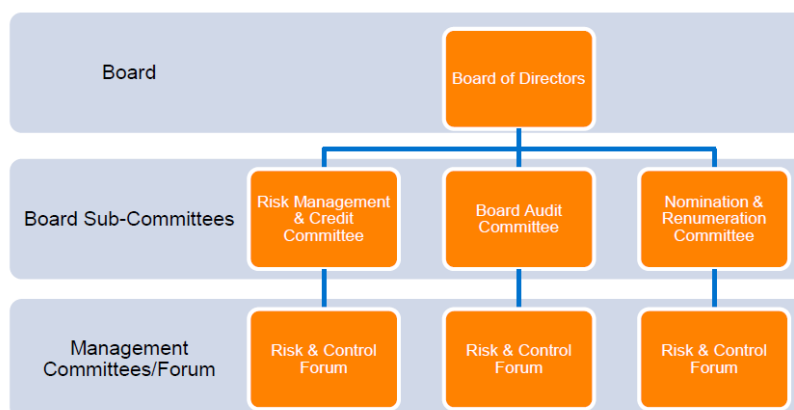 Board
Board of Directors
Board Sub-Committees
Risk Management
& Credit
Committee
Board Audit
Committee
Nomination &
Renumeration
Committee
Management
Committees/Forum
Risk & Control
Forum
Risk & Control
Forum
Risk & Control
Forum